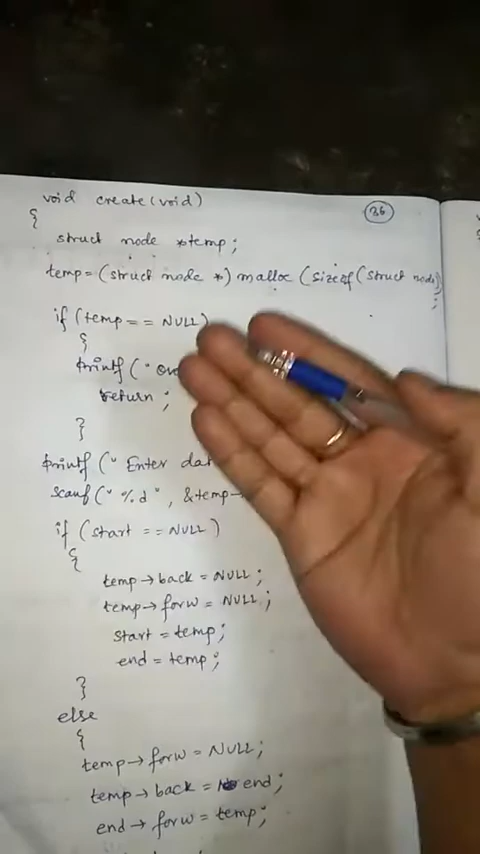 void create(void)
36
{
struct node *temp;
temp=(struct node *) malloc (sizeof(struct node)
;
if (temp == NULL)
{
printf("
return ;
}
printf(" Enter
scanf(" %d ", &temp→
if (start == NULL)
{
temp→back = NULL;
temp→forw = NULL;
start = temp;
end = temp;
}
else
{
temp→forw = NULL;
temp→back = end;
end→forw = temp;